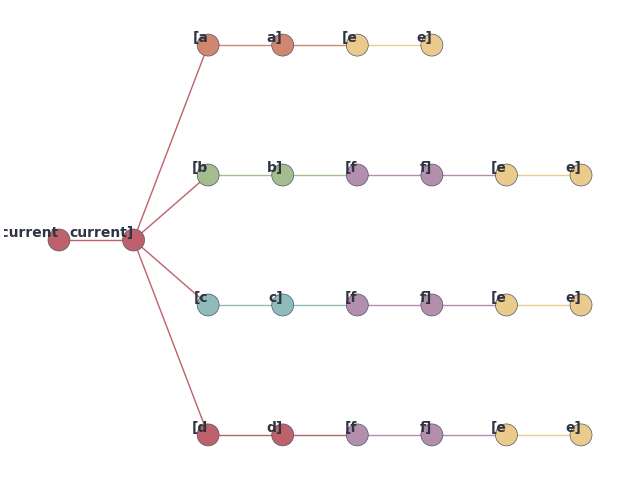 [a a] [e e]
[b b] [f f] [e e]
current current]
[c c] [f f] [e e]
[d d] [f f] [e e]